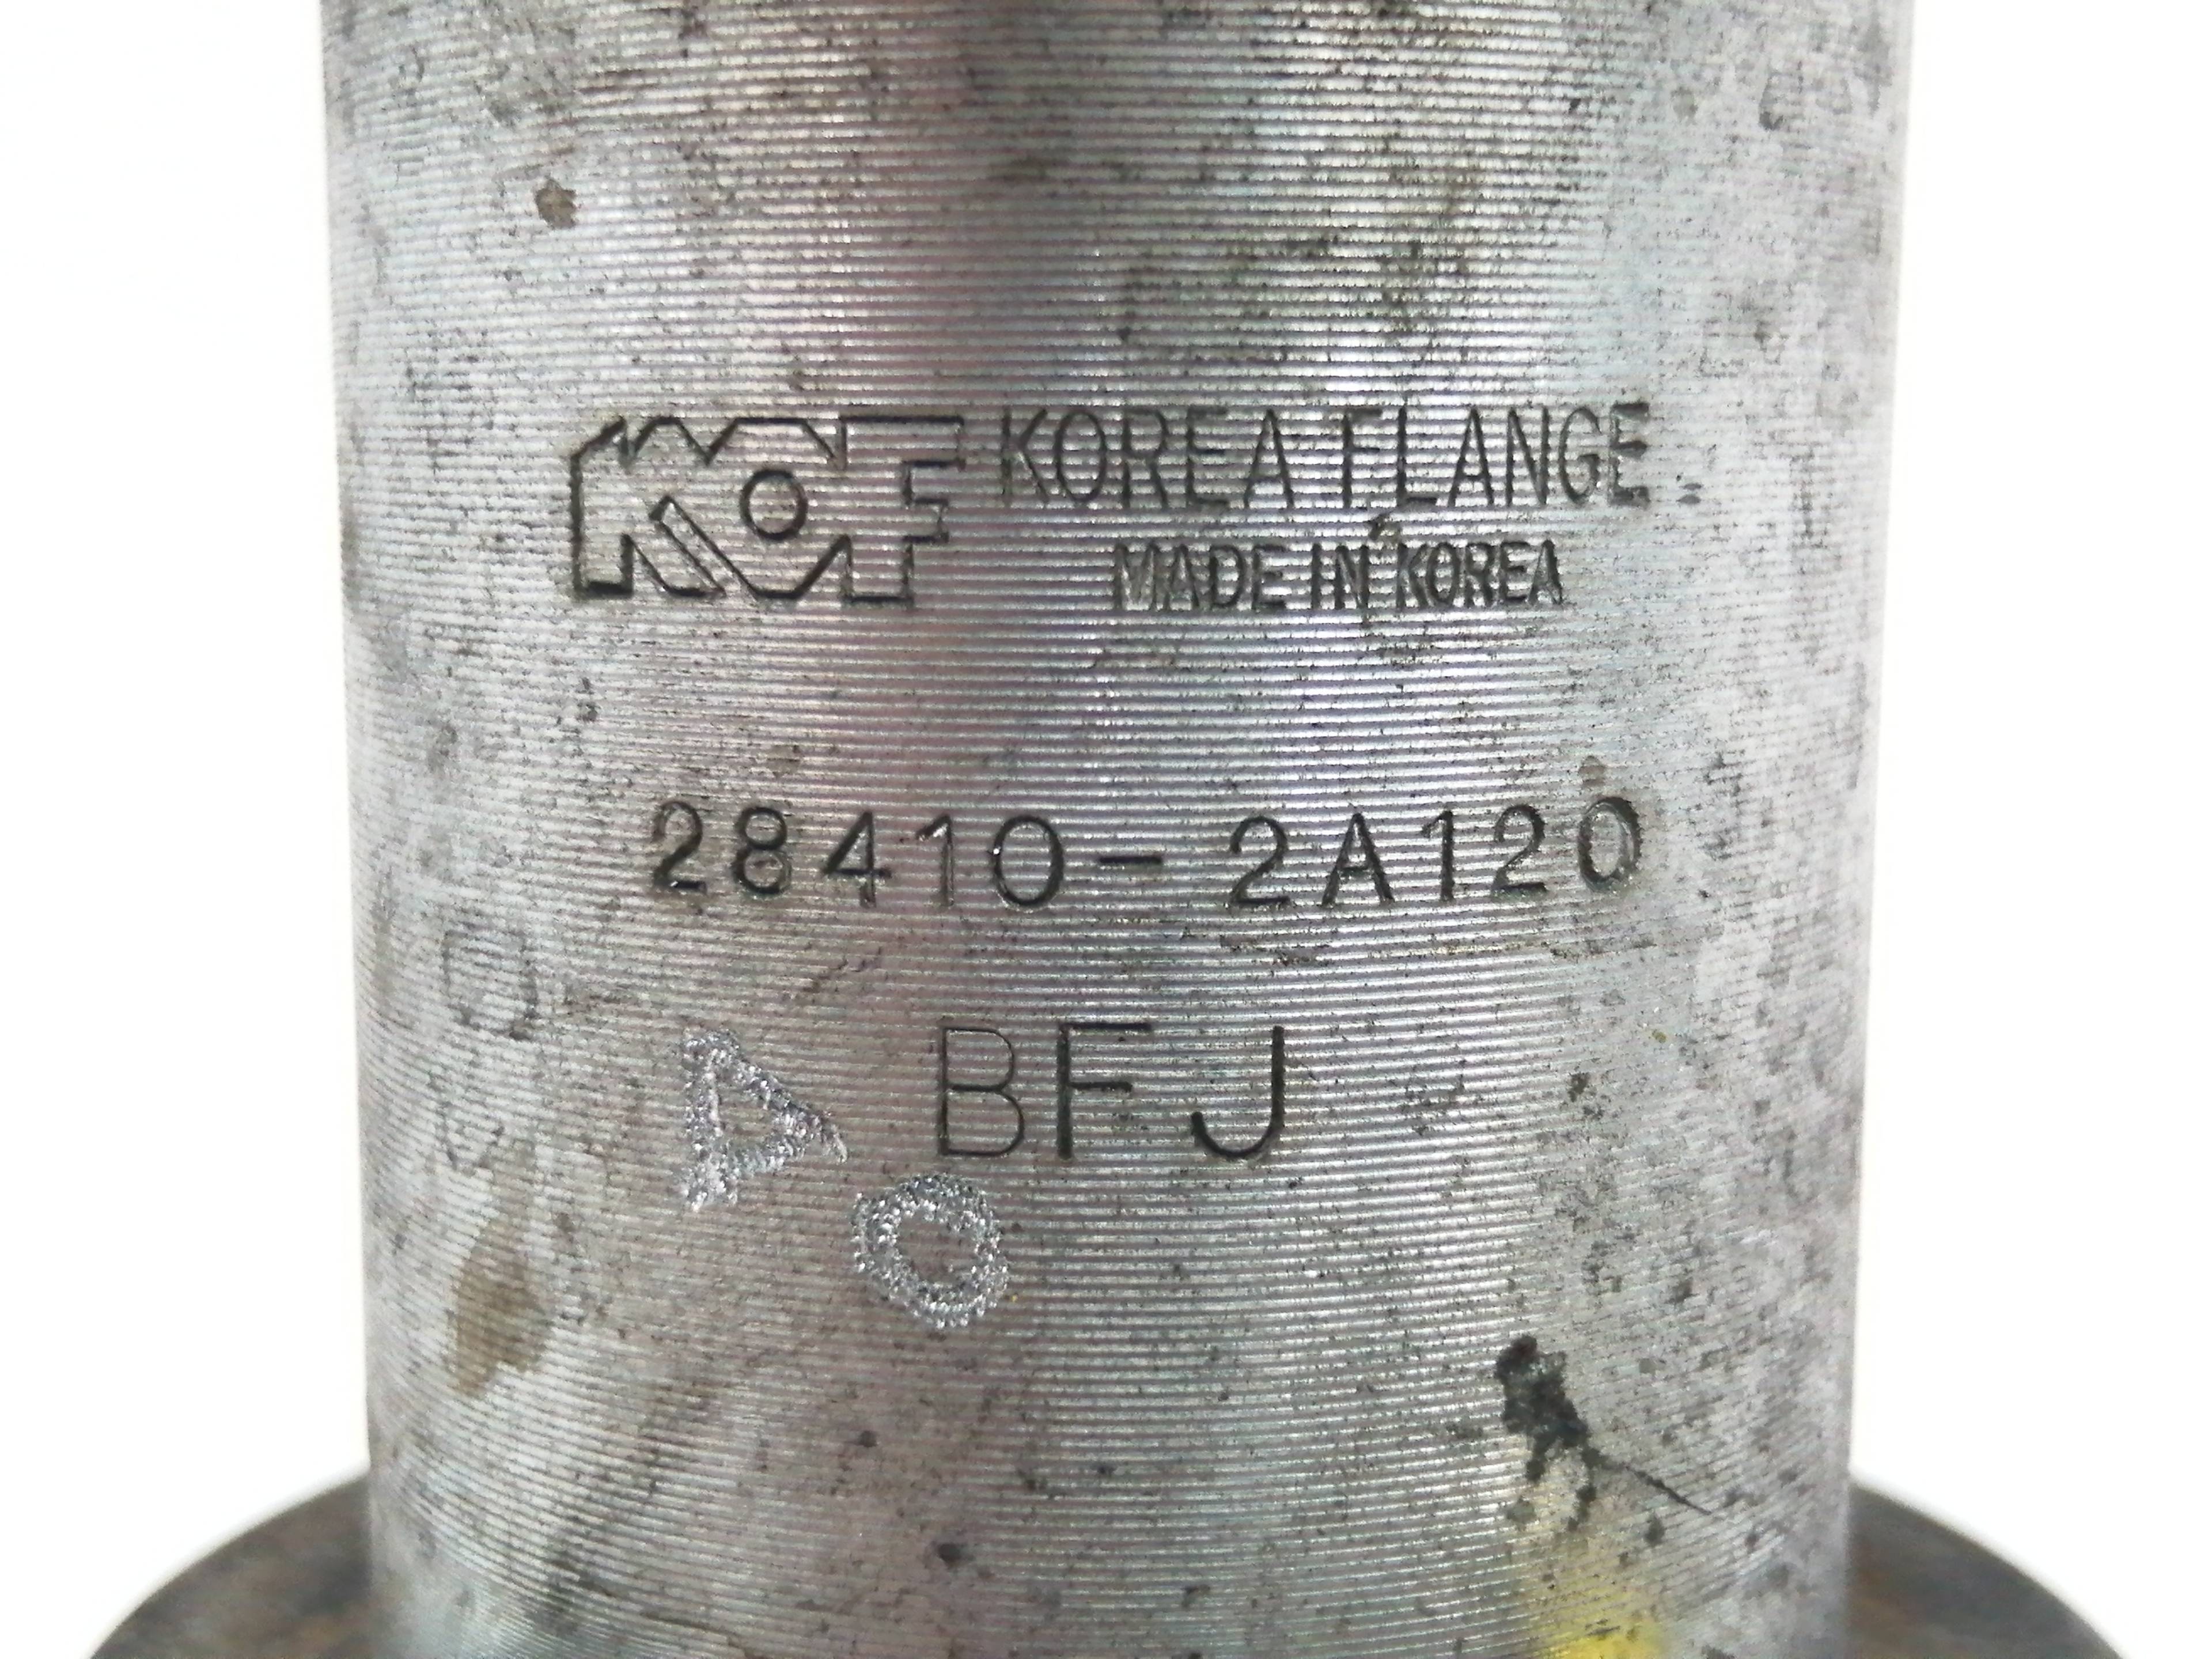 KOF KOREA FLANGE
MADE IN KOREA
28410-2A120
BFJ